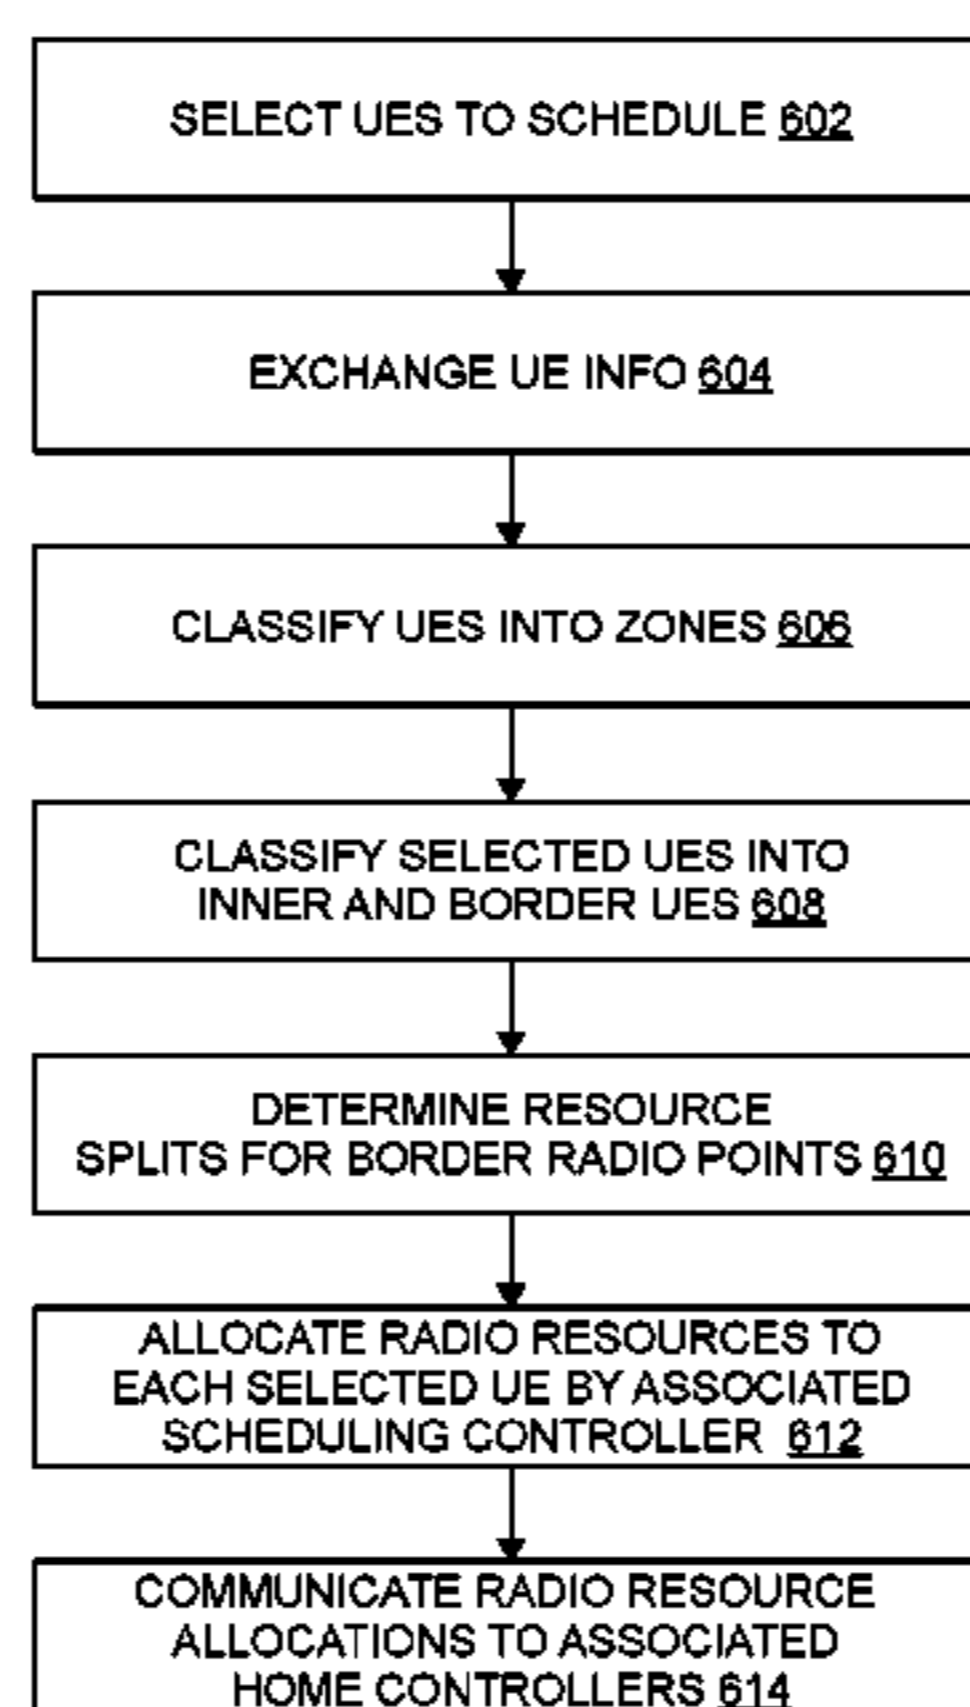 SELECT UES TO SCHEDULE 602
EXCHANGE UE INFO 604
CLASSIFY UES INTO ZONES 606
CLASSIFY SELECTED UES INTO
INNER AND BORDER UES 608
DETERMINE RESOURCE
SPLITS FOR BORDER RADIO POINTS 610
ALLOCATE RADIO RESOURCES TO
EACH SELECTED UE BY ASSOCIATED
SCHEDULING CONTROLLER 612
COMMUNICATE RADIO RESOURCE
ALLOCATIONS TO ASSOCIATED
HOME CONTROLLERS 614